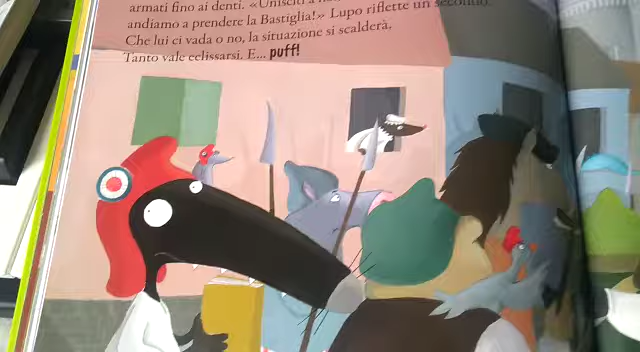 armati fino ai denti. «Unisciti a
andiamo a prendere la Bastiglia!» Lupo riflette un secondo.
Che lui ci vada o no, la situazione si scalderà.
Tanto vale eclissarsi. E... puff!